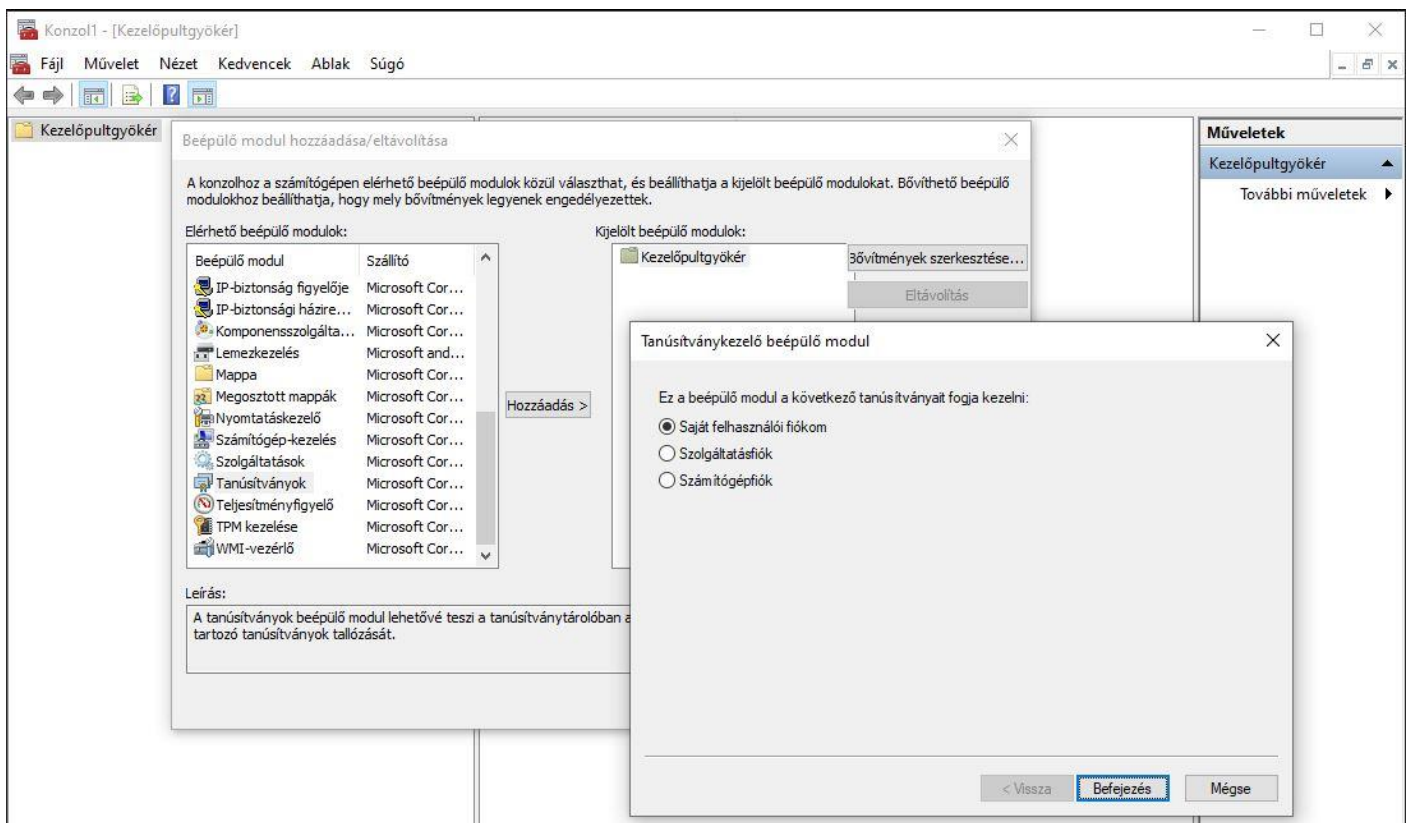 Konzol1 - [Kezelőpultgyökér]
Fájl Művelet Nézet Kedvencek Ablak Súgó
Kezelőpultgyökér
Beépülő modul hozzáadása/eltávolítása
A konzolhoz a számítógépen elérhető beépülő modulok közül választhat, és beállíthatja a kijelölt beépülő modulokat. Bővíthető beépülő
modulokhoz beállíthatja, hogy mely bővítmények legyenek engedélyezettek.
Elérhető beépülő modulok:
Beépülő modul Szállító
IP-biztonság figyelője Microsoft Cor...
IP-biztonsági házire... Microsoft Cor...
Komponensszolgálta... Microsoft Cor...
Lemezkezelés Microsoft and...
Mappa Microsoft Cor...
Megosztott mappák Microsoft Cor...
Nyomtatáskezelő Microsoft Cor...
Számítógép-kezelés Microsoft Cor...
Szolgáltatások Microsoft Cor...
Tanúsítványok Microsoft Cor...
Teljesítményfigyelő Microsoft Cor...
TPM kezelése Microsoft Cor...
WMI-vezérlő Microsoft Cor...
Hozzáadás >
Kijelölt beépülő modulok:
Kezelőpultgyökér
Bővítmények szerkesztése...
Eltávolítás
Leírás:
A tanúsítványok beépülő modul lehetővé teszi a tanúsítványtárolóban a
tartozó tanúsítványok tallózását.
Tanúsítványkezelő beépülő modul
Ez a beépülő modul a következő tanúsítványait fogja kezelni:
Saját felhasználói fiókom
Szolgáltatásfiók
Számítógépfiók
< Vissza Befejezés Mégse
Műveletek
Kezelőpultgyökér
További műveletek